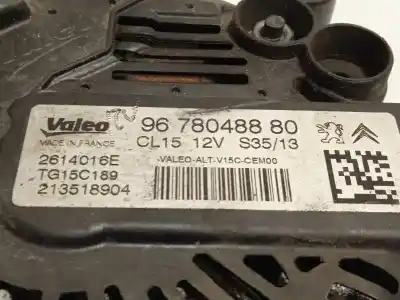 Valeo
MADE IN FRANCE
96 780488 80
CL15 12V S35/13
2614016E
TG15C189
213518904
-VALEO-ALT-V15C-CEM00